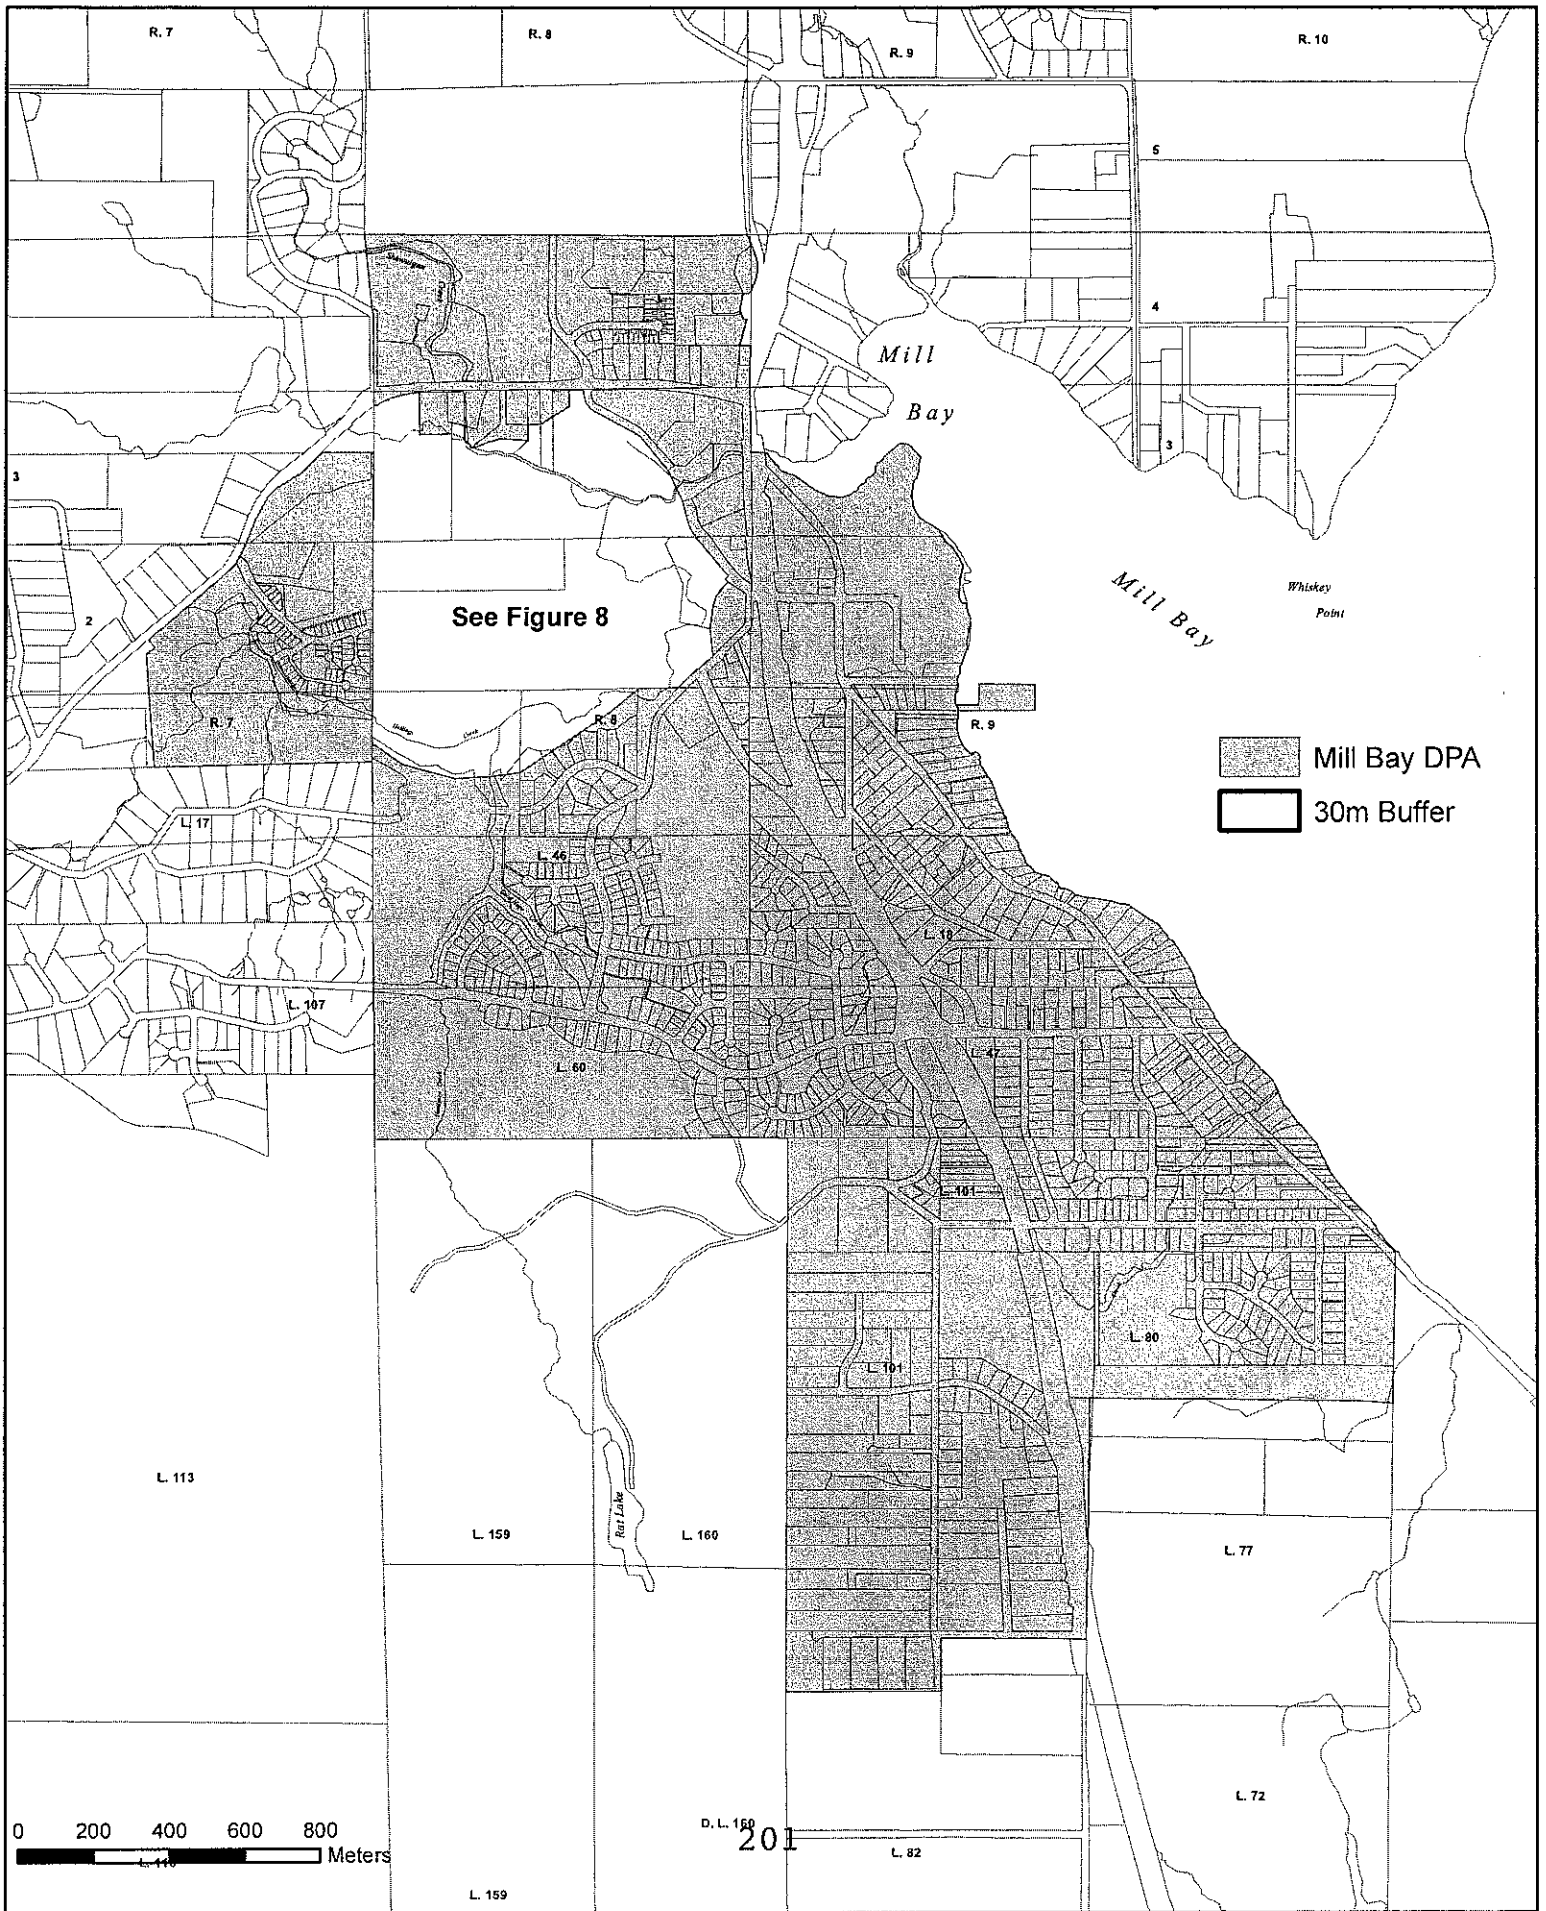 R. 7
R. 8
R. 9
R. 10
5
4
Mill
Bay
3
3
2
See Figure 8
Mill Bay
Whiskey
Point
R. 7
R. 8
R. 9
Mill Bay DPA
30m Buffer
L. 17
L. 46
L. 18
L. 107
L. 47
L. 60
L. 101
L. 80
L. 101
L. 113
Rat Lake
L. 159
L. 160
L. 77
L. 72
0 200 400 600 800
Meters
D. L. 160
201
L. 82
L. 159